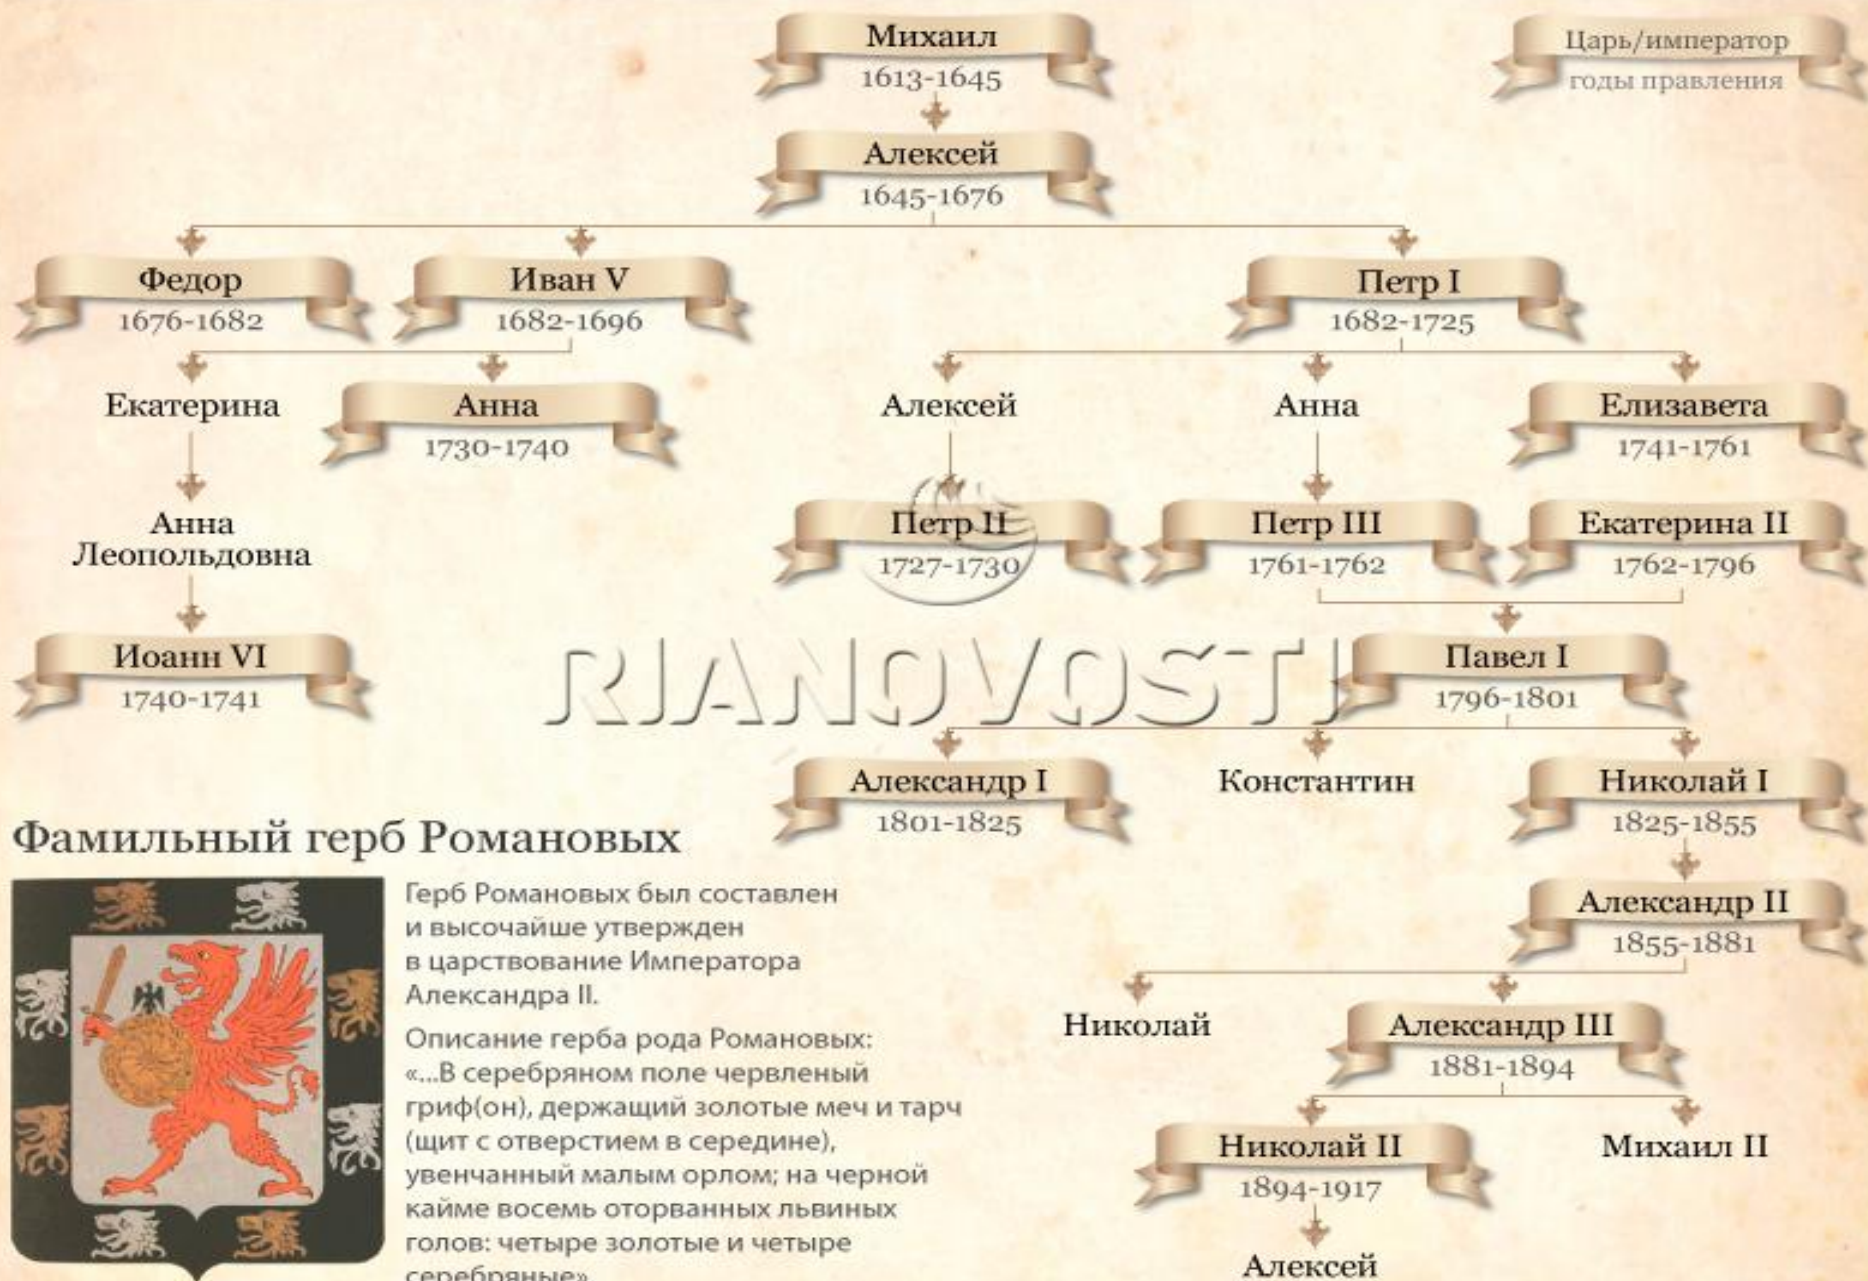 Михаил
1613-1645
Царь/император
годы правления
Алексей
1645-1676
Федор
1676-1682
Иван V
1682-1696
Петр I
1682-1725
Екатерина
Анна
1730-1740
Алексей
Анна
Елизавета
1741-1761
Анна
Леопольдовна
Петр II
1727-1730
Петр III
1761-1762
Екатерина II
1762-1796
Иоанн VI
1740-1741
RIANOVOSTI
Павел I
1796-1801
Александр I
1801-1825
Константин
Николай I
1825-1855
Александр II
1855-1881
Николай
Александр III
1881-1894
Николай II
1894-1917
Михаил II
Алексей
Фамильный герб Романовых
Герб Романовых был составлен
и высочайше утвержден
в царствование Императора
Александра II.
Описание герба рода Романовых:
«...В серебряном поле червленый
гриф(он), держащий золотые меч и тарч
(щит с отверстием в середине),
увенчанный малым орлом; на черной
кайме восемь оторванных львиных
голов: четыре золотые и четыре
серебряные»